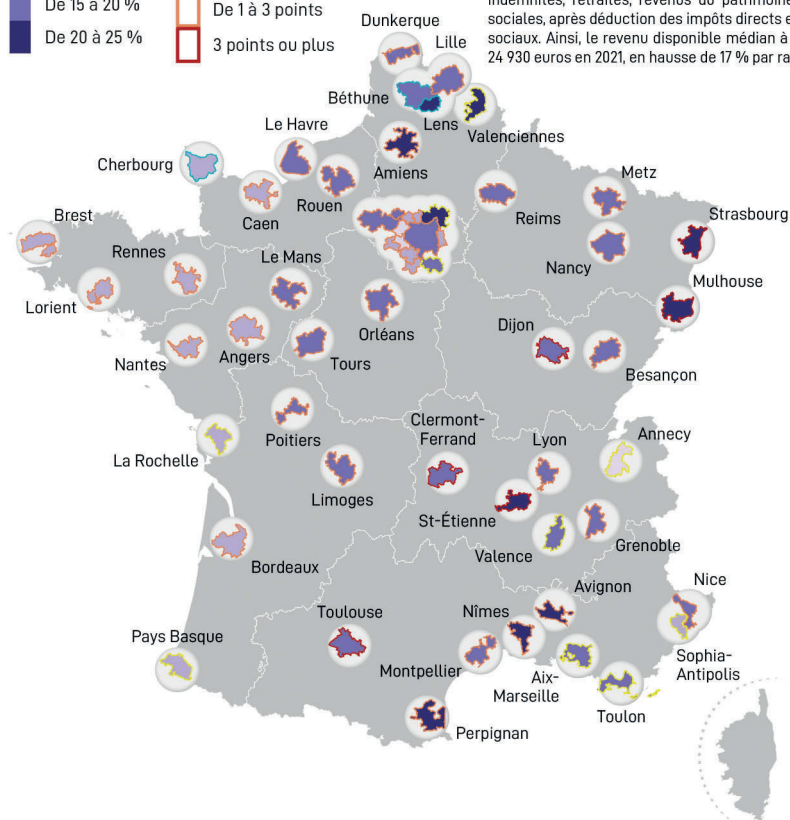 De 15 à 20 %
De 20 à 25 %
De 1 à 3 points
3 points ou plus
indemnités, retraites, revenus du patrimoine
sociales, après déduction des impôts directs e
sociaux. Ainsi, le revenu disponible médian à
24 930 euros en 2021, en hausse de 17 % par ra
Dunkerque
Lille
Béthune
Lens
Valenciennes
Le Havre
Amiens
Cherbourg
Rouen
Caen
Metz
Reims
Strasbourg
Nancy
Brest
Rennes
Le Mans
Lorient
Mulhouse
Orléans
Dijon
Nantes
Angers
Tours
Besançon
Poitiers
Clermont-
Ferrand
Lyon
Annecy
La Rochelle
Limoges
St-Étienne
Valence
Grenoble
Bordeaux
Avignon
Nice
Toulouse
Nîmes
Pays Basque
Montpellier
Aix-
Marseille
Sophia-
Antipolis
Toulon
Perpignan